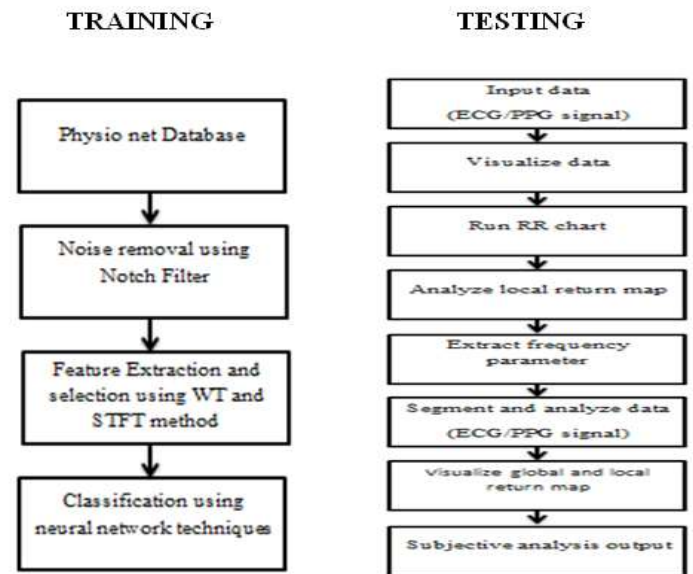 TRAINING
Physio net Database
Noise removal using
Notch Filter
Feature Extraction and
selection using WT and
STFT method
Classification using
neural network techniques
TESTING
Input data
(ECG/PPG signal)
Visualize data
Run RR chart
Analyze local return map
Extract frequency
parameter
Segment and analyze data
(ECG/PPG signal)
Visualize global and local
return map
Subjective analysis output